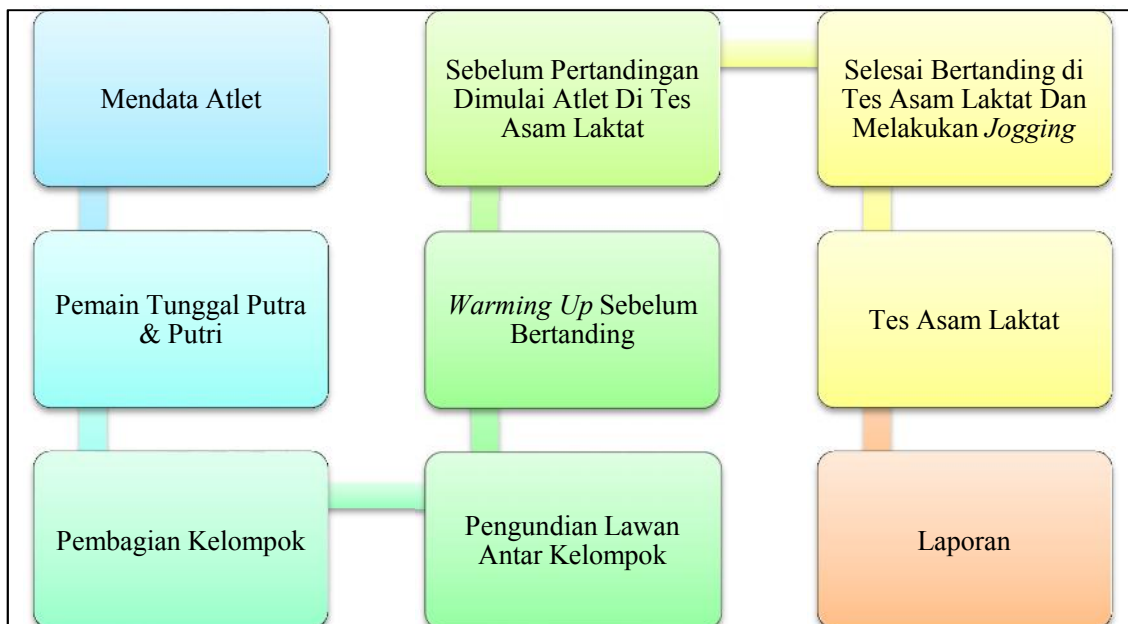 Mendata Atlet
Pemain Tunggal Putra
& Putri
Pembagian Kelompok
Pengundian Lawan
Antar Kelompok
Warming Up Sebelum
Bertanding
Sebelum Pertandingan
Dimulai Atlet Di Tes
Asam Laktat
Selesai Bertanding di
Tes Asam Laktat Dan
Melakukan Jogging
Tes Asam Laktat
Laporan